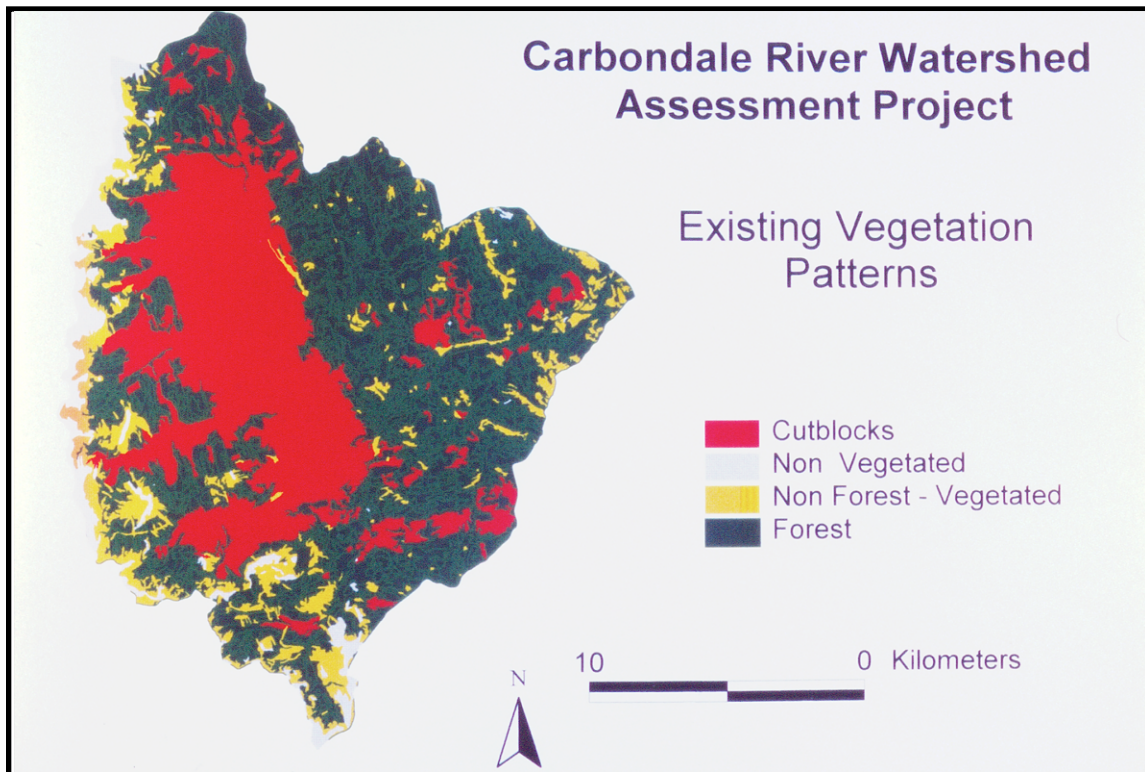 Carbondale River Watershed
Assessment Project
Existing Vegetation
Patterns
Cutblocks
Non Vegetated
Non Forest - Vegetated
Forest
10 0 Kilometers
N